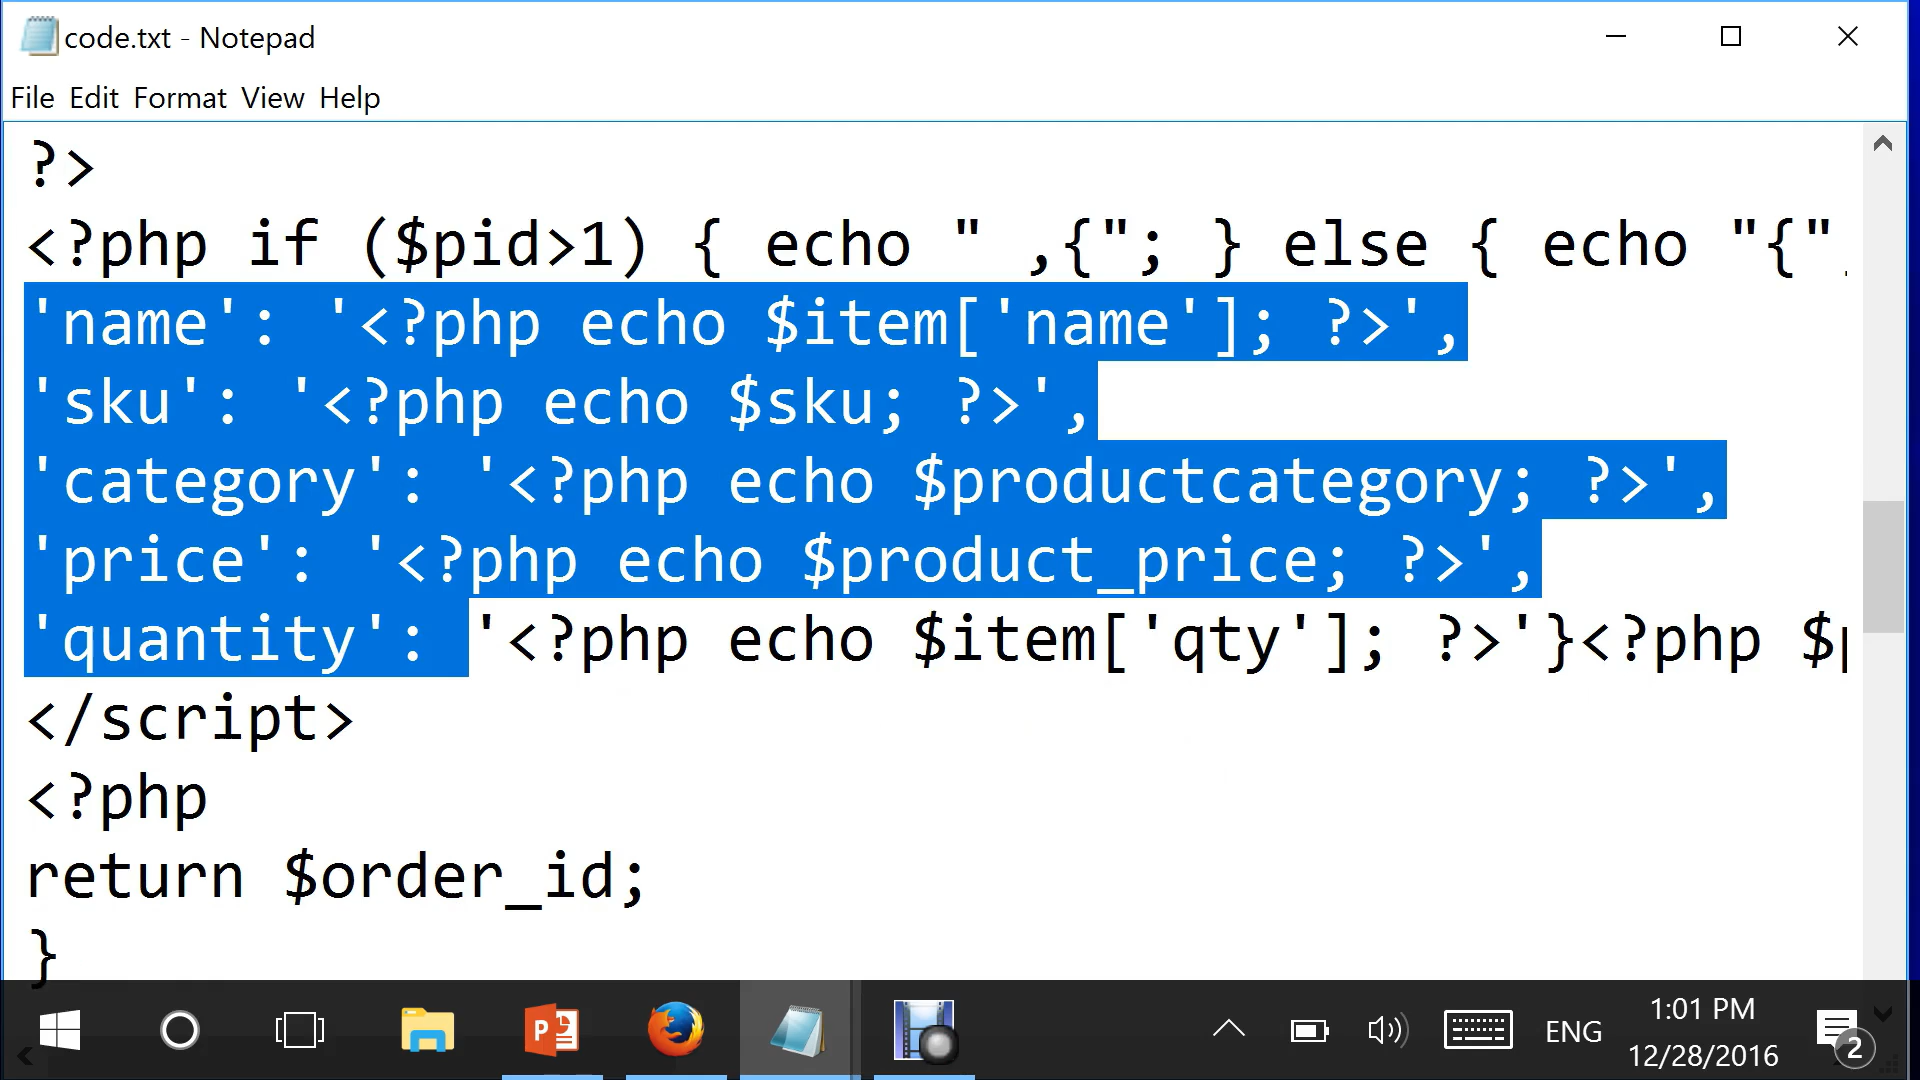 code.txt - Notepad
File Edit Format View Help
?>
<?php if ($pid>1) { echo " ,{"; } else { echo "{"
'name': '<?php echo $item['name']; ?>',
'sku': '<?php echo $sku; ?>',
'category': '<?php echo $productcategory; ?>',
'price': '<?php echo $product_price; ?>',
'quantity': '<?php echo $item['qty']; ?>'}<?php $p
</script>
<?php
return $order_id;
}
ENG
1:01 PM
12/28/2016
2